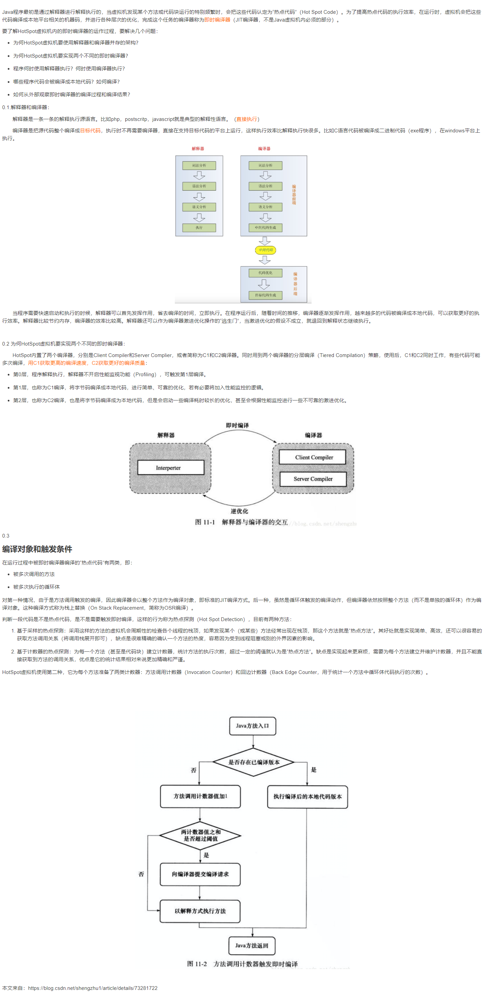 Java程序最初是通过解释器进行解释执行的，当虚拟机发现某个方法或代码块运行的特别频繁时，会把这些代码认定为“热点代码”（Hot Spot Code）。为了提高热点代码的执行效率，在运行时，虚拟机会把这些
代码编译成本地平台相关的机器码，并进行各种层次的优化，完成这个任务的编译器称为即时编译器（JIT编译器，不是Java虚拟机内必须的部分）。
要了解HotSpot虚拟机内的即时编译器的运作过程，要解决几个问题：
• 为何HotSpot虚拟机要使用解释器和编译器并存的架构？
• 为何HotSpot虚拟机要实现两个不同的即时编译器？
• 程序何时使用解释器执行？何时使用编译器执行？
• 哪些程序代码会被编译成本地代码？如何编译？
• 如何从外部观察即时编译器的编译过程和编译结果？
0.1.解释器和编译器：
解释器是一条一条的解释执行源语言。比如php，postscritp，javascript就是典型的解释性语言。（直接执行）
编译器是把源代码整个编译成目标代码，执行时不再需要编译器，直接在支持目标代码的平台上运行，这样执行效率比解释执行快很多。比如C语言代码被编译成二进制代码（exe程序），在windows平台上
执行。
解释器
词法分析
语法分析
语义分析
执行
编译器
词法分析
语法分析
语义分析
中间代码生成
编译器前端
中间代码
代码优化
目标代码生成
编译器后端
当程序需要快速启动和执行的时候，解释器可以首先发挥作用，省去编译的时间，立即执行。在程序运行后，随着时间的推移，编译器逐渐发挥作用，越来越多的代码被编译成本地代码，可以获取更好的执
行效率。解释器比较节约内存，编译器的效率比较高。解释器还可以作为编译器激进优化操作的“逃生门”，当激进优化的假设不成立，就退回到解释状态继续执行。
0.2 为何HotSpot虚拟机要实现两个不同的即时编译器：
HotSpot内置了两个编译器，分别是Client Compiler和Server Complier，或者简称为C1和C2编译器。同时用到两个编译器的分层编译（Tiered Compilation）策略，使用后，C1和C2同时工作，有些代码可能
多次编译，用C1获取更高的编译速度，C2获取更好的编译质量：
• 第0层，程序解释执行，解释器不开启性能监视功能（Profiling），可触发第1层编译。
• 第1层，也称为C1编译，将字节码编译成本地代码，进行简单、可靠的优化，若有必要将加入性能监控的逻辑。
• 第2层，也称为C2编译，也是将字节码编译成为本地代码，但是会启动一些编译耗时较长的优化，甚至会根据性能监控进行一些不可靠的激进优化。
即时编译
解释器
编译器
Interperter
Client Compiler
Server Compiler
逆优化
图 11-1 解释器与编译器的交互
//blog.csdn.net/shengzhu
0.3
编译对象和触发条件
在运行过程中被即时编译器编译的“热点代码”有两类，即：
• 被多次调用的方法
• 被多次执行的循环体
对第一种情况，由于是方法调用触发的编译，因此编译器会以整个方法作为编译对象，即标准的JIT编译方式。后一种，虽然是循环体触发的编译动作，但编译器依然按照整个方法（而不是单独的循环体）作为编
译对象。这种编译方式称为栈上替换（On Stack Replacement，简称为OSR编译）。
判断一段代码是不是热点代码，是不是需要触发即时编译，这样的行为称为热点探测（Hot Spot Detection），目前有两种方法：
1. 基于采样的热点探测：采用这样的方法的虚拟机会周期性的检查各个线程的栈顶，如果发现某个（或某些）方法经常出现在栈顶，那这个方法就是“热点方法”。其好处就是实现简单、高效，还可以很容易的
获取方法调用关系（将调用栈展开即可），缺点是很难精确的确认一个方法的热度，容易因为受到线程阻塞或别的外界因素的影响。
2. 基于计数器的热点探测：为每一个方法（甚至是代码块）建立计数器，统计方法的执行次数，超过一定的阈值就认为是“热点方法”。缺点是实现起来更麻烦，需要为每个方法建立并维护计数器，并且不能直
接获取到方法的调用关系，优点是它的统计结果相对来说更加精确和严谨。
HotSpot虚拟机使用第二种，它为每个方法准备了两类计数器：方法调用计数器（Invocation Counter）和回边计数器（Back Edge Counter，用于统计一个方法中循环体代码执行的次数）。
Java方法入口
是否存在已编译版本
否
是
方法调用计数器值加1
执行编译后的本地代码版本
两计数器值之和
是否超过阈值
是
否
向编译器提交编译请求
以解释方式执行方法
Java方法返回
图 11-2 方法调用计数器触发即时编译
本文来自：https://blog.csdn.net/shengzhu1/article/details/73281722